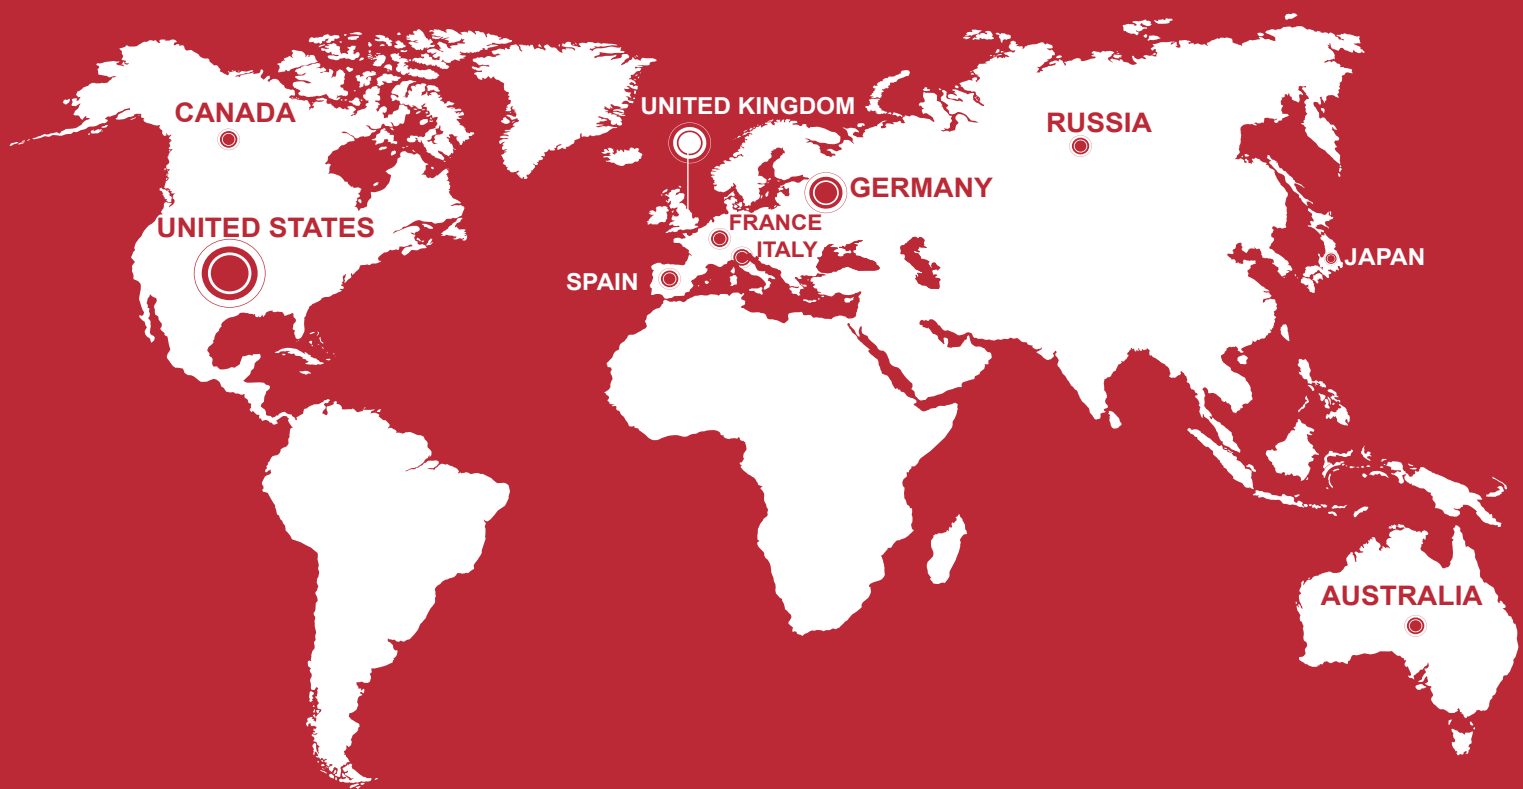 CANADA
UNITED KINGDOM
RUSSIA
GERMANY
UNITED STATES
FRANCE
ITALY
JAPAN
SPAIN
AUSTRALIA